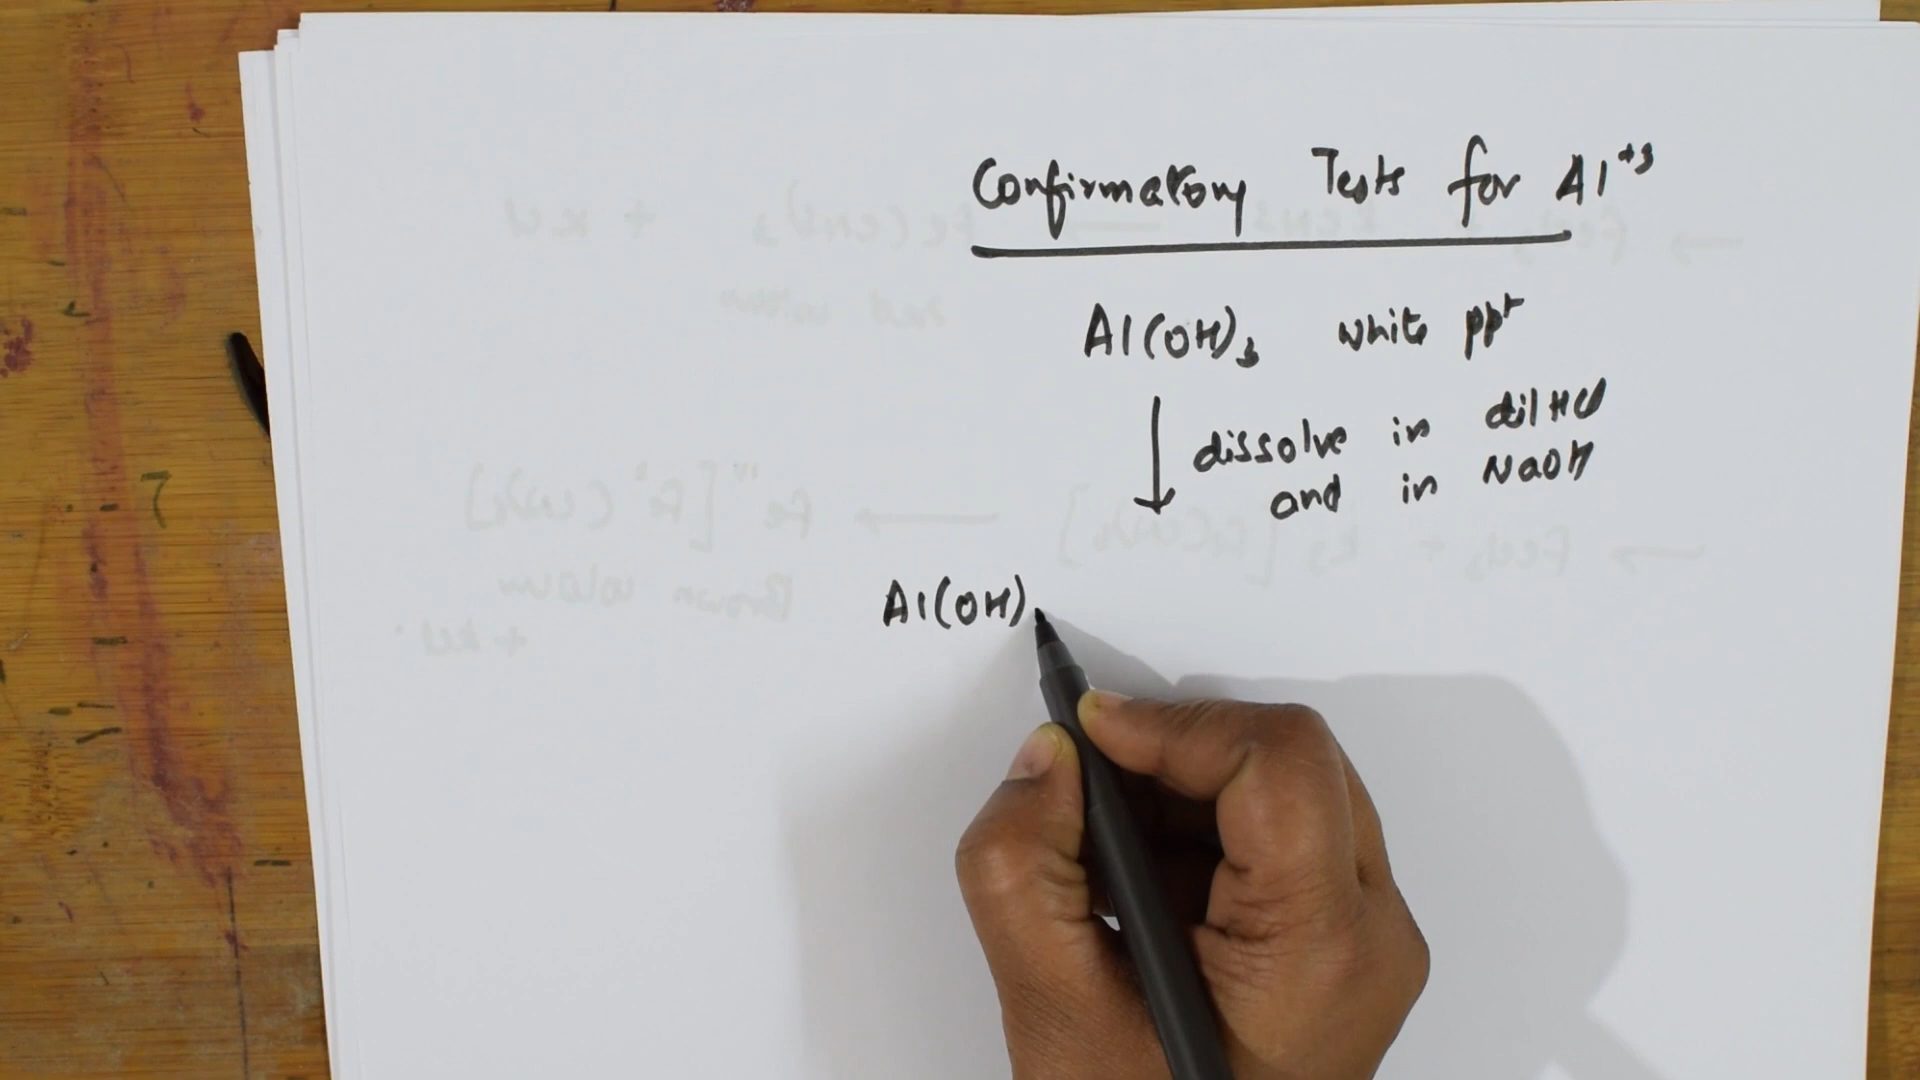 Confirmatory Tests for Al⁺³
Al(OH)₃ white ppt
dissolve in dil HCl
and in NaOH
Al(OH)